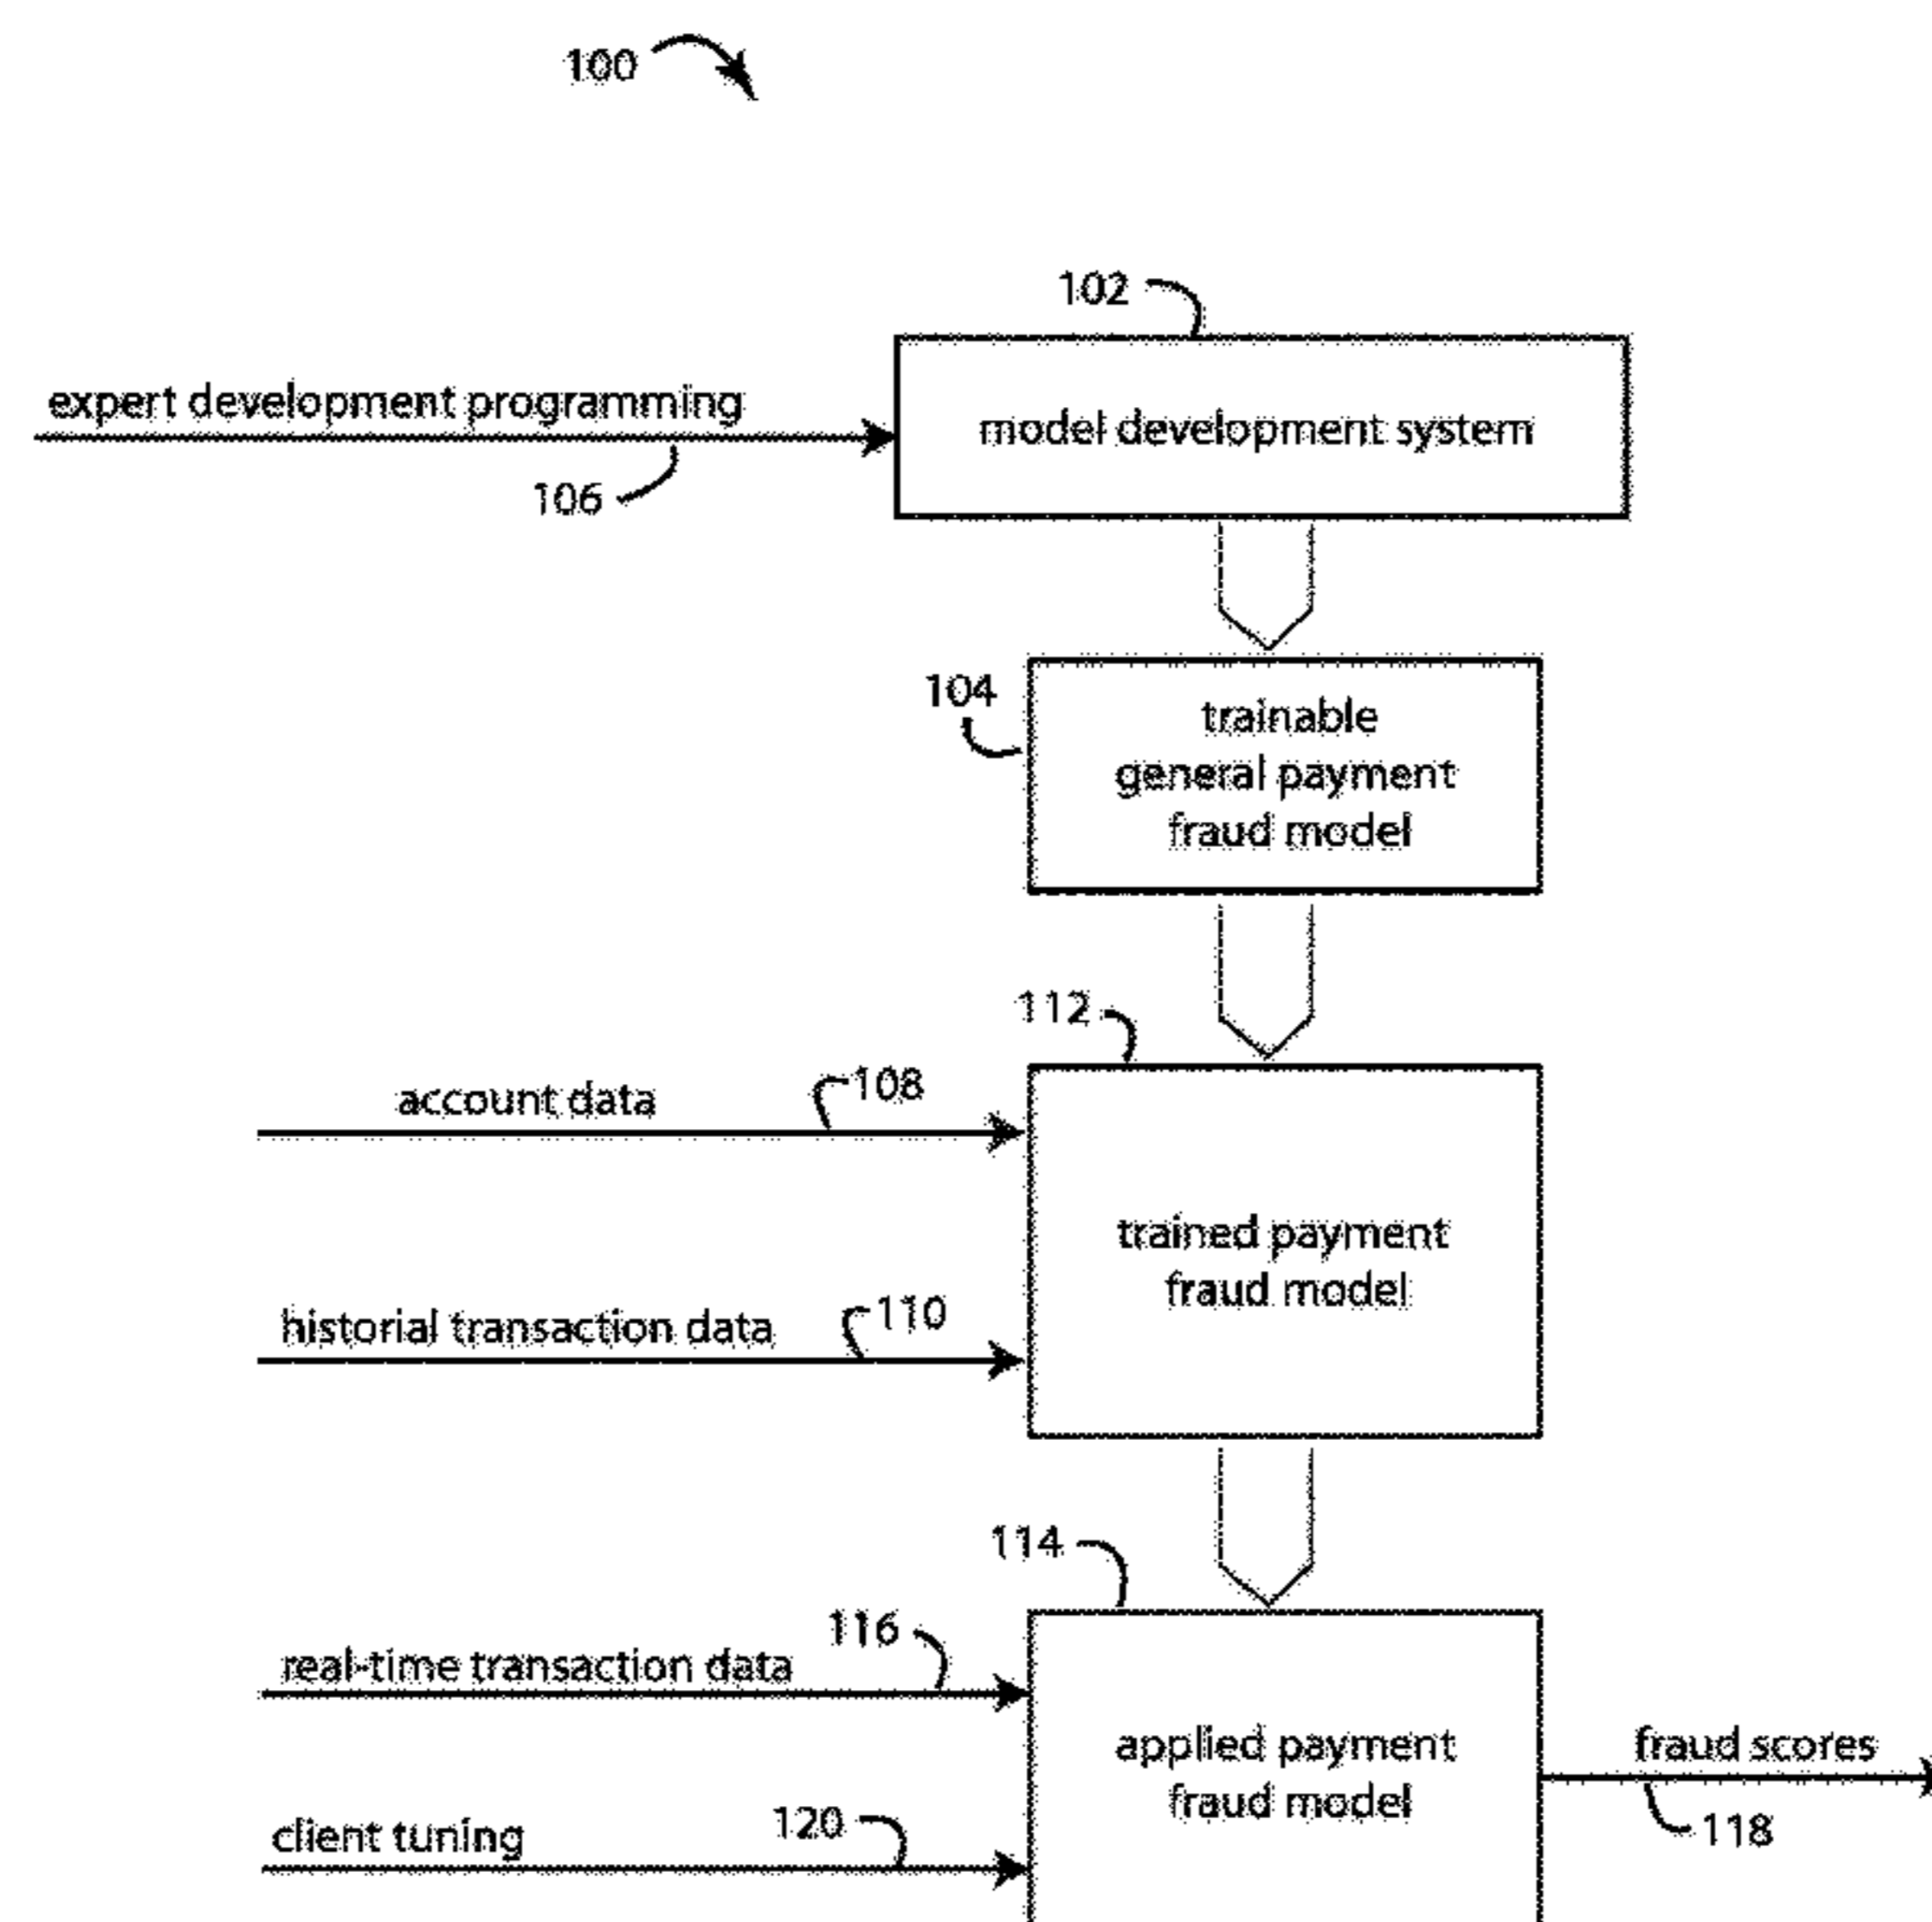 100
102
expert development programming
model development system
106
104
trainable
general payment
fraud model
112
account data
108
trained payment
fraud model
historial transaction data
110
114
real-time transaction data
116
applied payment
fraud model
fraud scores
118
client tuning
120